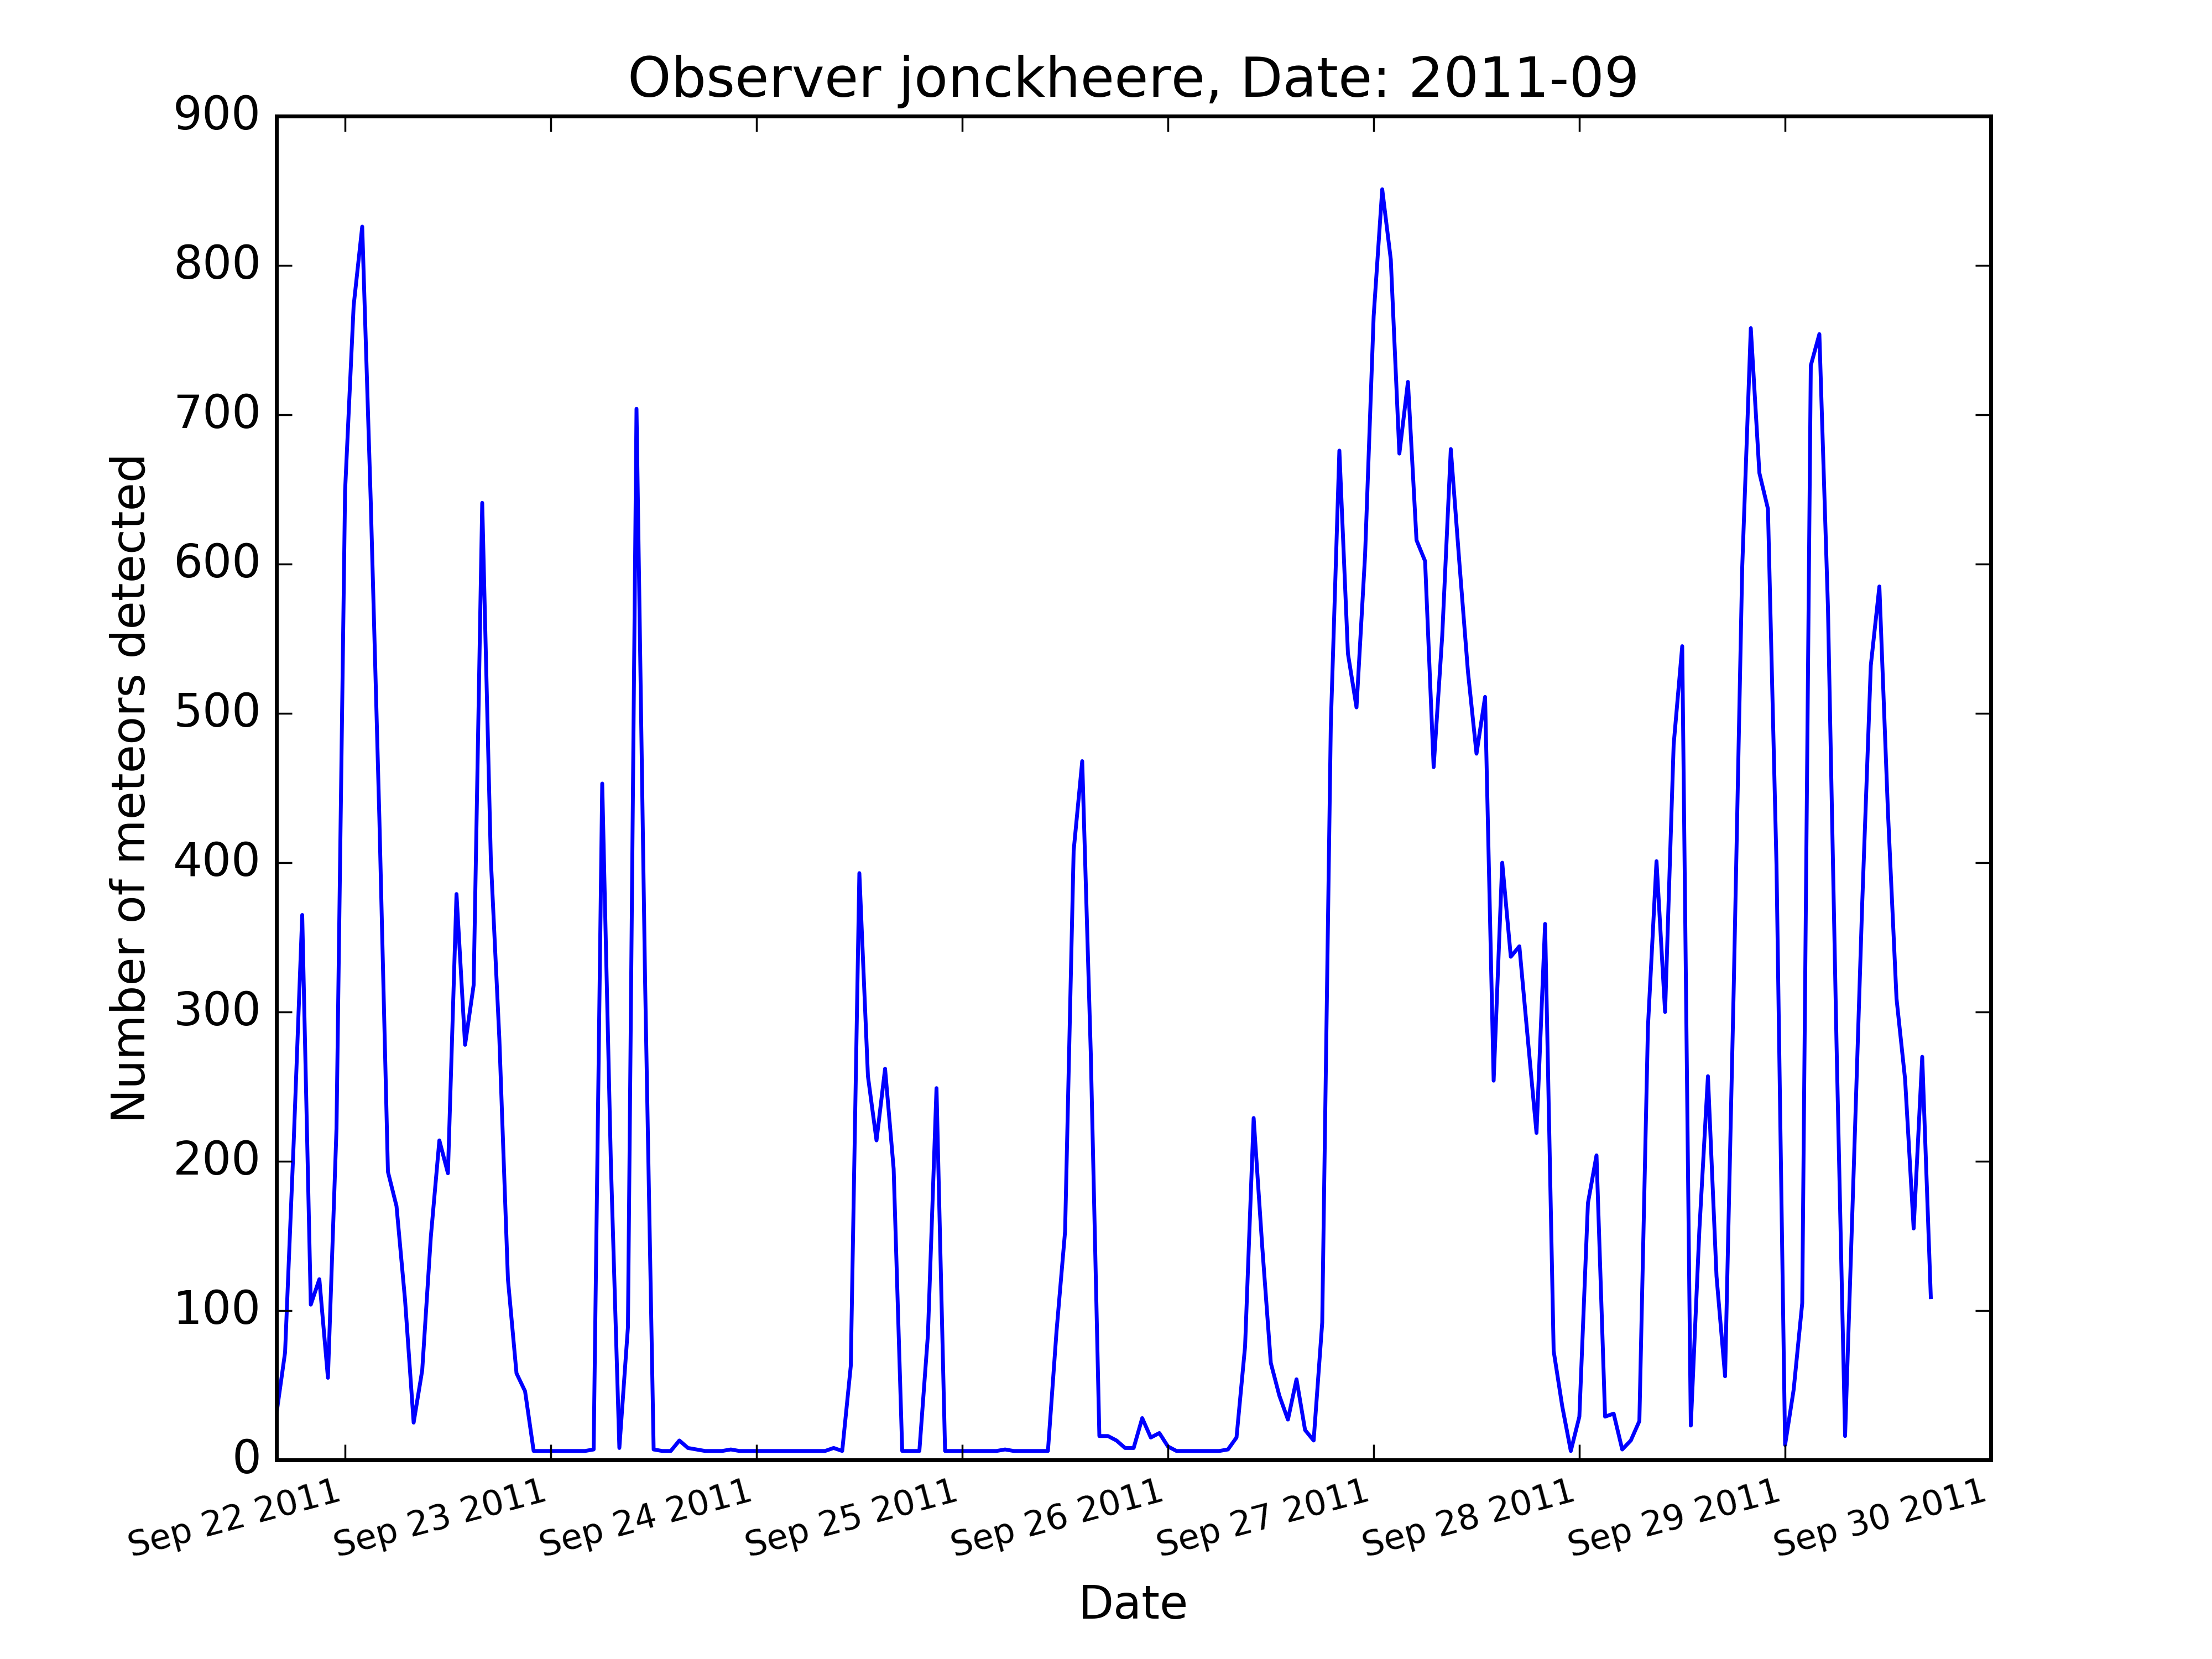 Observer jonckheere, Date: 2011-09
900
800
700
600
500
400
300
200
100
0
Number of meteors detected
Sep 22 2011
Sep 23 2011
Sep 24 2011
Sep 25 2011
Sep 26 2011
Sep 27 2011
Sep 28 2011
Sep 29 2011
Sep 30 2011
Date